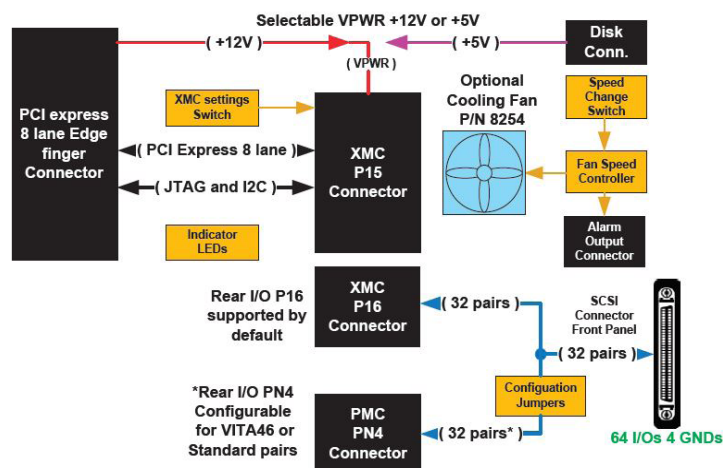 Selectable VPWR +12V or +5V
( +12V )
( +5V )
( VPWR )
Disk
Conn.
PCI express
8 lane Edge
finger
Connector
XMC settings
Switch
( PCI Express 8 lane )
( JTAG and I2C )
XMC
P15
Connector
Indicator
LEDs
Optional
Cooling Fan
P/N 8254
Speed
Change
Switch
Fan Speed
Controller
Alarm
Output
Connector
Rear I/O P16
supported by
default
XMC
P16
Connector
( 32 pairs )
SCSI
Connector
Front Panel
( 32 pairs )
Configuation
Jumpers
*Rear I/O PN4
Configurable
for VITA46 or
Standard pairs
PMC
PN4
Connector
( 32 pairs* )
64 I/Os 4 GNDs